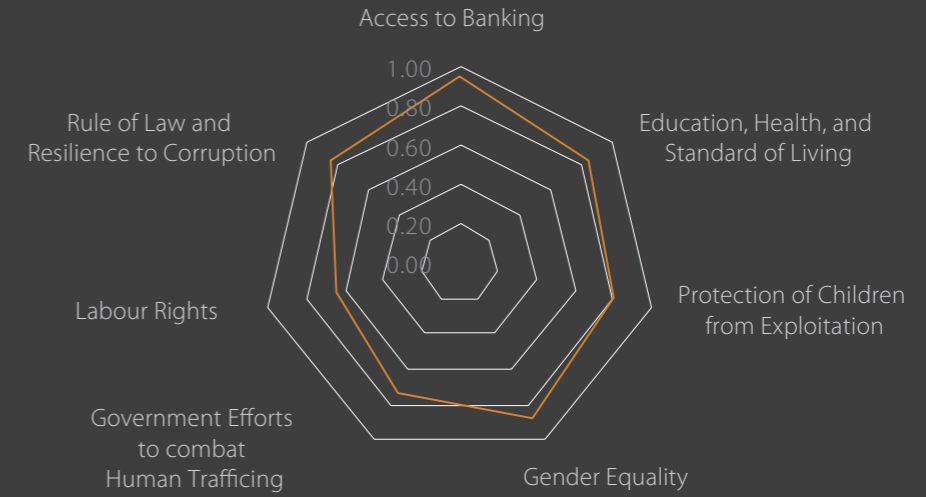 Access to Banking
1.00
0.80
0.60
0.40
0.20
0.00
Rule of Law and
Resilience to Corruption
Education, Health, and
Standard of Living
Labour Rights
Protection of Children
from Exploitation
Government Efforts
to combat
Human Trafficing
Gender Equality